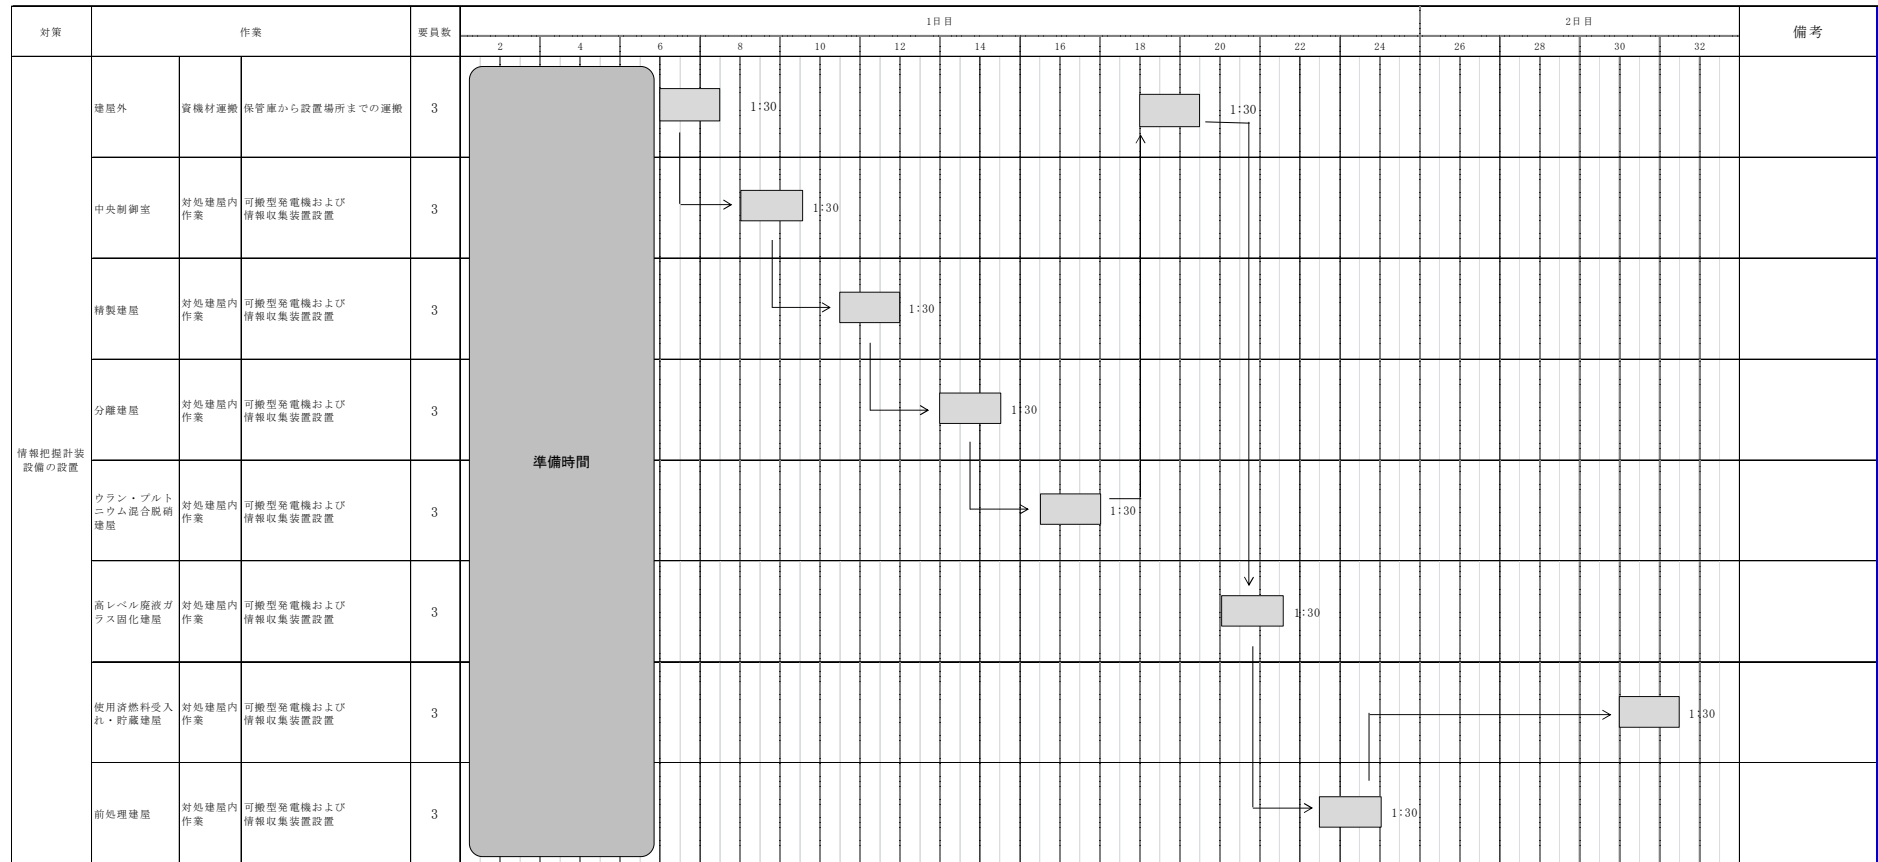 対策
作業
要員数
1日目
2日目
備考
2 4 6 8 10 12 14 16 18 20 22 24 26 28 30 32
情報把握計装
設備の設置
準備時間
建屋外
資機材運搬
保管庫から設置場所までの運搬
3
1:30
1:30
中央制御室
対処建屋内
作業
可搬型発電機および
情報収集装置設置
3
1:30
精製建屋
対処建屋内
作業
可搬型発電機および
情報収集装置設置
3
1:30
分離建屋
対処建屋内
作業
可搬型発電機および
情報収集装置設置
3
1:30
ウラン・プルト
ニウム混合脱硝
建屋
対処建屋内
作業
可搬型発電機および
情報収集装置設置
3
1:30
高レベル廃液ガ
ラス固化建屋
対処建屋内
作業
可搬型発電機および
情報収集装置設置
3
1:30
使用済燃料受入
れ・貯蔵建屋
対処建屋内
作業
可搬型発電機および
情報収集装置設置
3
1:30
前処理建屋
対処建屋内
作業
可搬型発電機および
情報収集装置設置
3
1:30